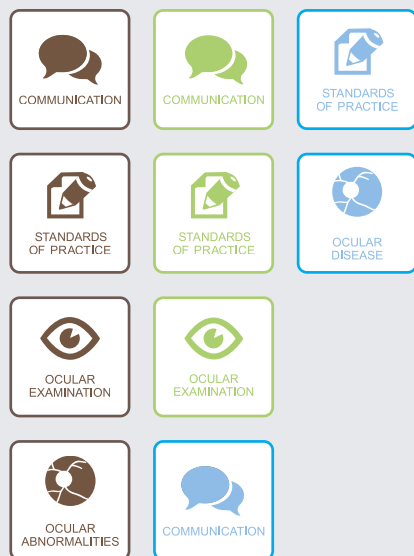 COMMUNICATION
COMMUNICATION
STANDARDS
OF PRACTICE
STANDARDS
OF PRACTICE
STANDARDS
OF PRACTICE
OCULAR
DISEASE
OCULAR
EXAMINATION
OCULAR
EXAMINATION
OCULAR
ABNORMALITIES
COMMUNICATION